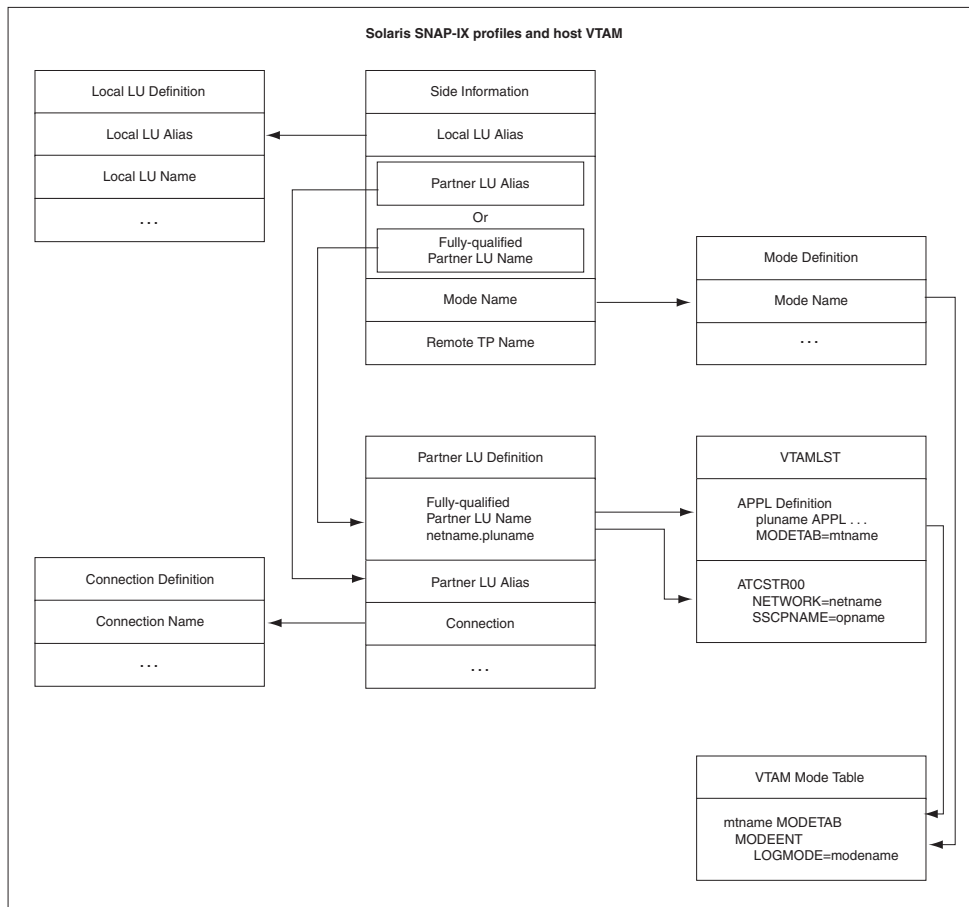 Solaris SNAP-IX profiles and host VTAM
Local LU Definition
Local LU Alias
Local LU Name
...
Side Information
Local LU Alias
Partner LU Alias
Or
Fully-qualified
Partner LU Name
Mode Name
Remote TP Name
Mode Definition
Mode Name
...
Partner LU Definition
Fully-qualified
Partner LU Name
netname.pluname
Partner LU Alias
Connection
...
VTAMLST
APPL Definition
pluname APPL . . .
MODETAB=mtname
ATCSTR00
NETWORK=netname
SSCPNAME=opname
Connection Definition
Connection Name
...
VTAM Mode Table
mtname MODETAB
MODEENT
LOGMODE=modename